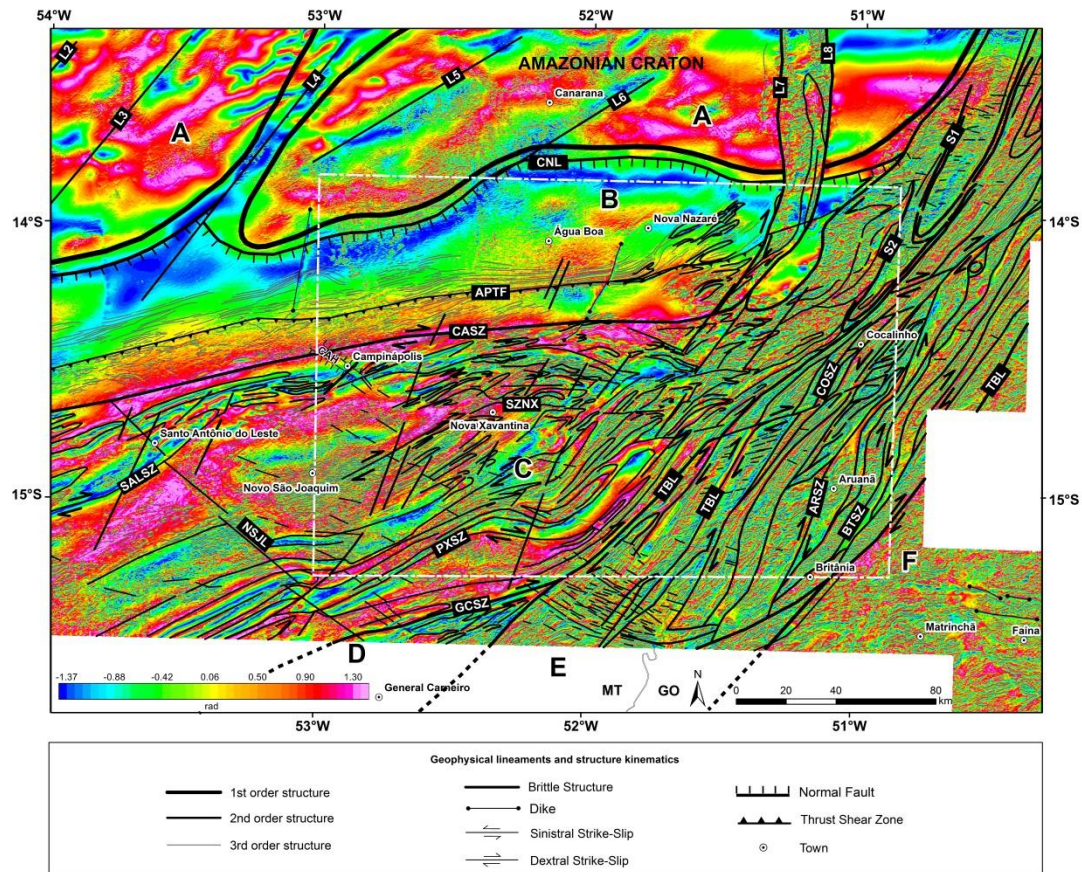 54°W 53°W 52°W 51°W
L2
L3
L4
L5
L6
L7
L8
AMAZONIAN CRATON
Canarana
A
A
S1
CNL
14°S
14°S
B
Nova Nazaré
Água Boa
S2
APTF
CASZ
Cocalinho
CAH
Campinápolis
COSZ
TBL
SZNX
Nova Xavantina
Santo Antônio do Leste
SALSZ
C
Novo São Joaquim
TBL
TBL
Aruanã
ARSZ
BTSZ
15°S
15°S
NSJL
PXSZ
Britânia
F
GCSZ
Matrinchã
Faina
D
E
-1.37 -0.88 -0.42 0.06 0.50 0.90 1.30
rad
General Carneiro
MT
GO
N
0 20 40 60 80
km
53°W 52°W 51°W
Geophysical lineaments and structure kinematics
1st order structure
2nd order structure
3rd order structure
Brittle Structure
Dike
Sinistral Strike-Slip
Dextral Strike-Slip
Normal Fault
Thrust Shear Zone
Town